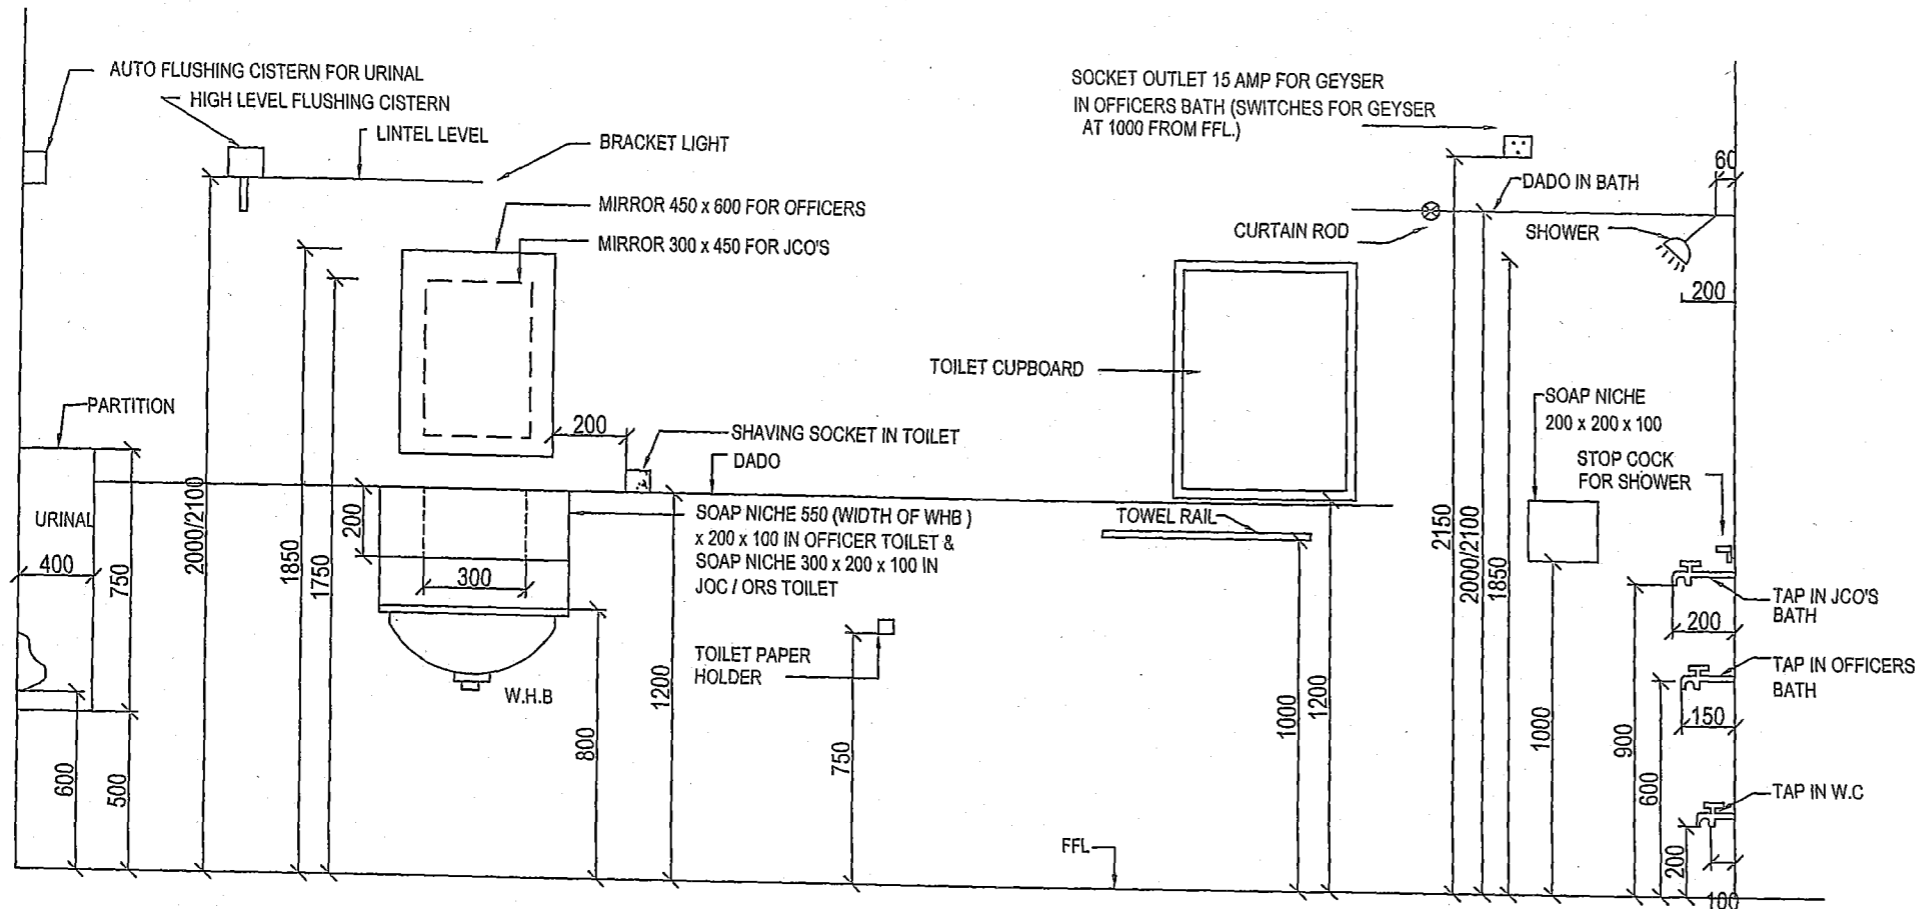 AUTO FLUSHING CISTERN FOR URINAL
HIGH LEVEL FLUSHING CISTERN
LINTEL LEVEL
BRACKET LIGHT
MIRROR 450 x 600 FOR OFFICERS
MIRROR 300 x 450 FOR JCO'S
SOCKET OUTLET 15 AMP FOR GEYSER
IN OFFICERS BATH (SWITCHES FOR GEYSER
AT 1000 FROM FFL.)
60
DADO IN BATH
CURTAIN ROD
SHOWER
200
TOILET CUPBOARD
PARTITION
200
SHAVING SOCKET IN TOILET
DADO
SOAP NICHE
200 x 200 x 100
STOP COCK
FOR SHOWER
URINAL
400
750
2000/2100
1850
1750
200
300
SOAP NICHE 550 (WIDTH OF WHB )
x 200 x 100 IN OFFICER TOILET &
SOAP NICHE 300 x 200 x 100 IN
JOC / ORS TOILET
TOWEL RAIL
2150
2000/2100
1850
TAP IN JCO'S
BATH
200
TOILET PAPER
HOLDER
W.H.B
1200
800
750
1000
1200
1000
900
TAP IN OFFICERS
BATH
150
600
500
600
TAP IN W.C
FFL
200
100